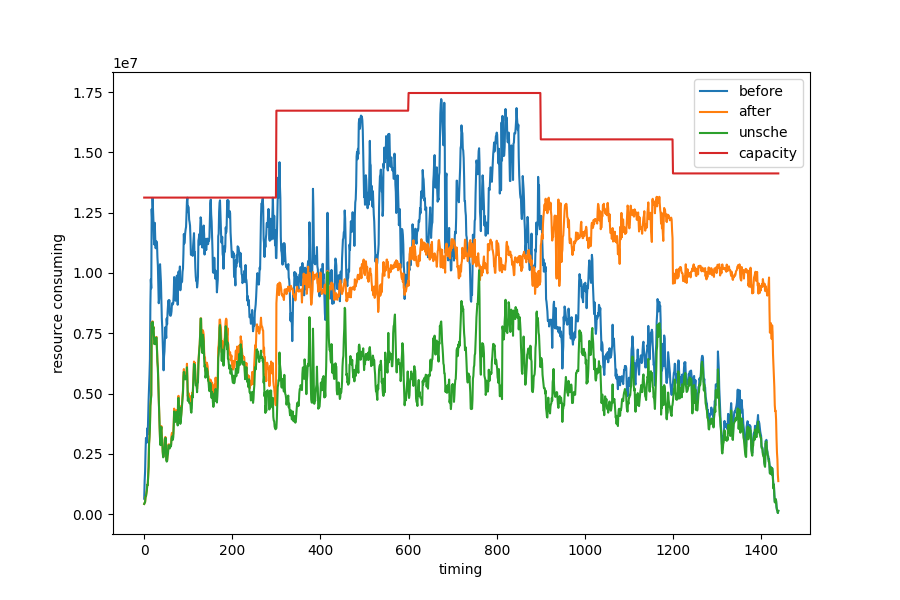 1e7
1.75
1.50
1.25
1.00
0.75
0.50
0.25
0.00
resource consuming
before
after
unsche
capacity
0 200 400 600 800 1000 1200 1400
timing